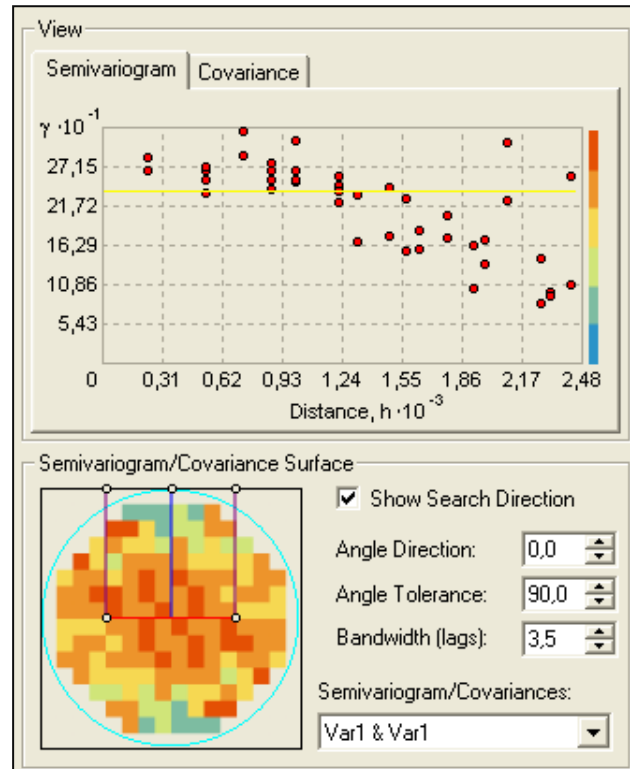 View
Semivariogram Covariance
γ ·10⁻¹
27,15
21,72
16,29
10,86
5,43
0 0,31 0,62 0,93 1,24 1,55 1,86 2,17 2,48
Distance, h ·10⁻³
Semivariogram/Covariance Surface
Show Search Direction
Angle Direction: 0,0
Angle Tolerance: 90,0
Bandwidth (lags): 3,5
Semivariogram/Covariances:
Var1 & Var1